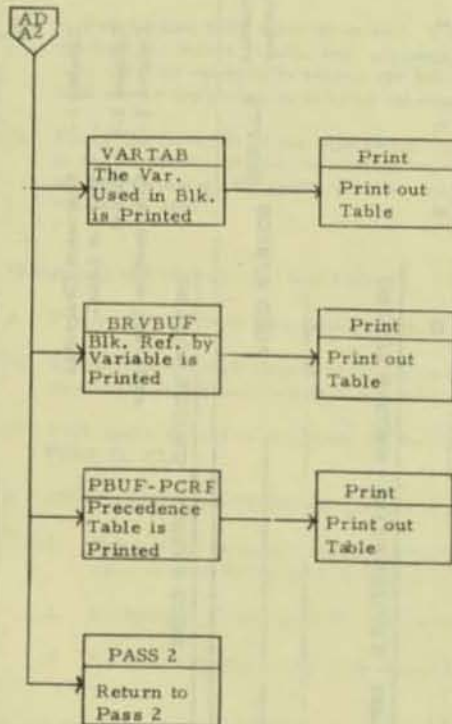 AD
A2
VARTAB
The Var.
Used in Blk.
is Printed
Print
Print out
Table
BRVBUF
Blk. Ref. by
Variable is
Printed
Print
Print out
Table
PBUF-PCRF
Precedence
Table is
Printed
Print
Print out
Table
PASS 2
Return to
Pass 2